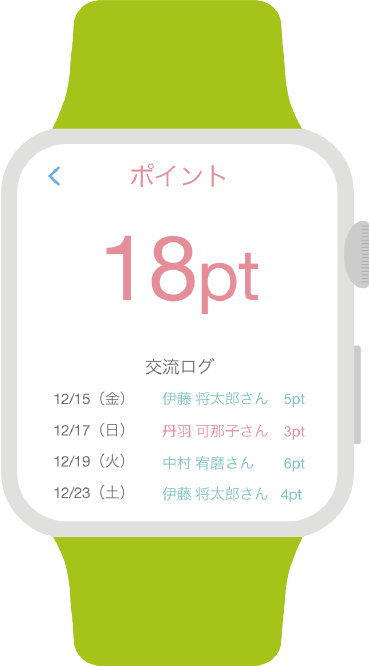 ポイント
18pt
交流ログ
12/15（金） 伊藤 将太郎さん 5pt
12/17（日） 丹羽 可那子さん 3pt
12/19（火） 中村 宥磨さん 6pt
12/23（土） 伊藤 将太郎さん 4pt